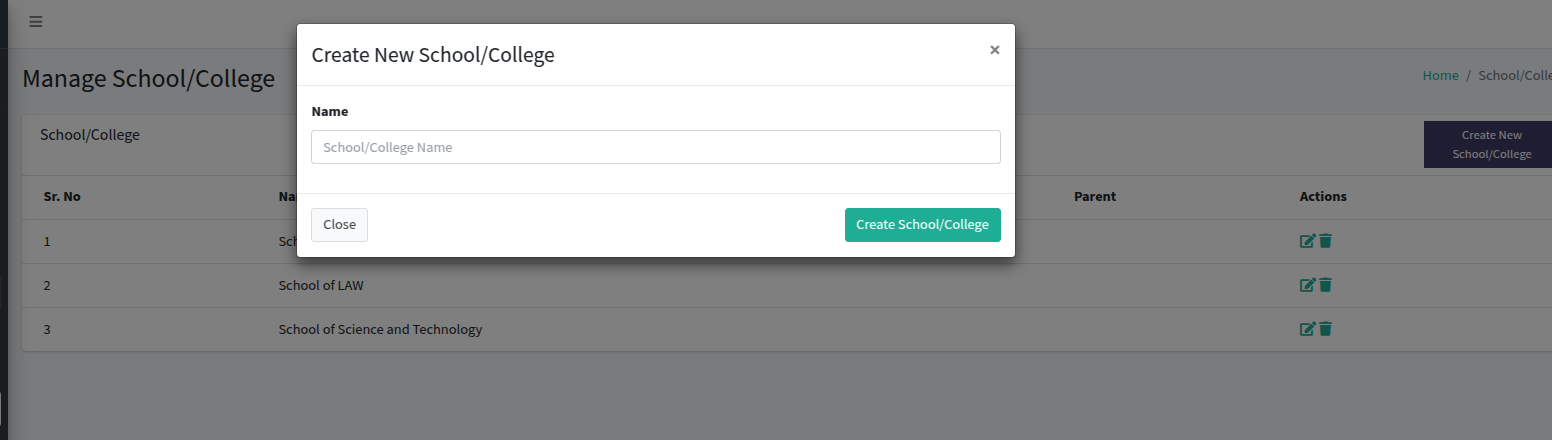 Create New School/College
×
Manage School/College
Home / School/Colle
Name
School/College
School/College Name
Create New
School/College
Sr. No
Parent
Actions
Close
Create School/College
1
2
School of LAW
3
School of Science and Technology